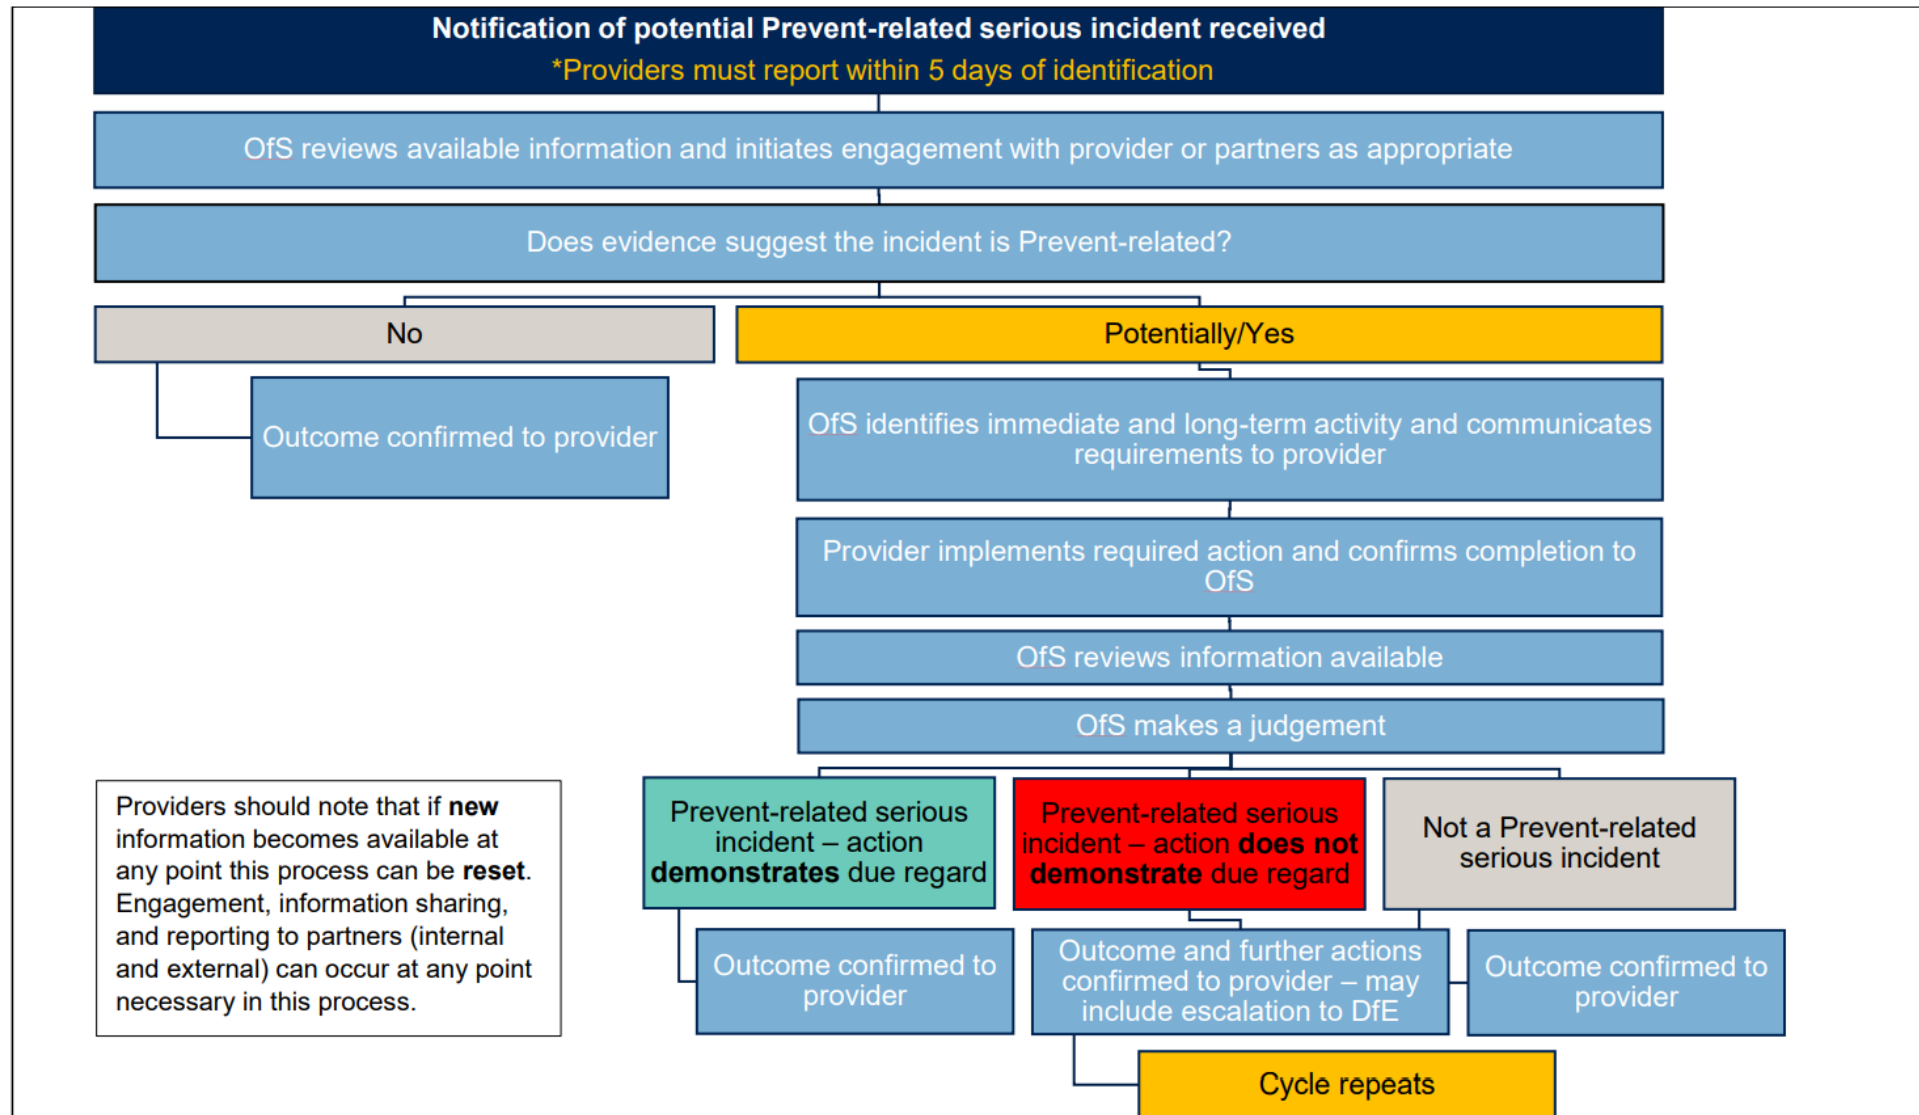 Notification of potential Prevent-related serious incident received
*Providers must report within 5 days of identification
OfS reviews available information and initiates engagement with provider or partners as appropriate
Does evidence suggest the incident is Prevent-related?
No
Potentially/Yes
Outcome confirmed to provider
OfS identifies immediate and long-term activity and communicates
requirements to provider
Provider implements required action and confirms completion to
OfS
OfS reviews information available
OfS makes a judgement
Providers should note that if new
information becomes available at
any point this process can be reset.
Engagement, information sharing,
and reporting to partners (internal
and external) can occur at any point
necessary in this process.
Prevent-related serious
incident – action
demonstrates due regard
Prevent-related serious
incident – action does not
demonstrate due regard
Not a Prevent-related
serious incident
Outcome confirmed to
provider
Outcome and further actions
confirmed to provider – may
include escalation to DfE
Outcome confirmed to
provider
Cycle repeats